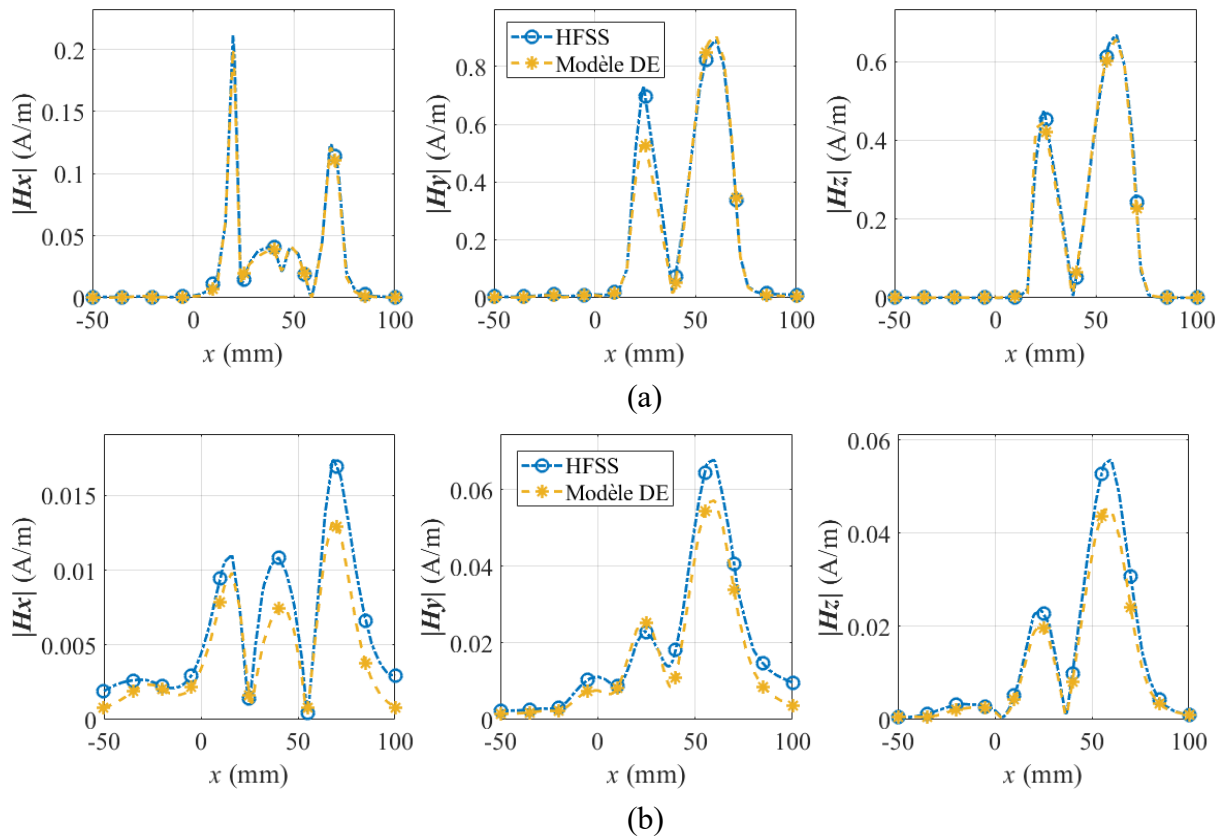 |Hx| (A/m)
0.2
0.15
0.1
0.05
0
-50 0 50 100
x (mm)
|Hy| (A/m)
0.8
0.6
0.4
0.2
0
HFSS
Modèle DE
-50 0 50 100
x (mm)
|Hz| (A/m)
0.6
0.4
0.2
0
-50 0 50 100
x (mm)
(a)
|Hx| (A/m)
0.015
0.01
0.005
0
-50 0 50 100
x (mm)
|Hy| (A/m)
0.06
0.04
0.02
0
HFSS
Modèle DE
-50 0 50 100
x (mm)
|Hz| (A/m)
0.06
0.04
0.02
0
-50 0 50 100
x (mm)
(b)